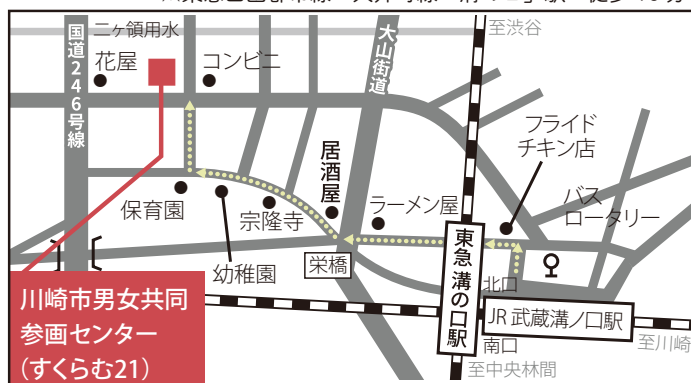 至渋谷
二ヶ領用水
国道246号線
花屋
コンビニ
大山街道
フライド
チキン店
居酒屋
ラーメン屋
バス
ロータリー
保育園
宗隆寺
幼稚園
栄橋
東急 溝の口駅
北口
JR 武蔵溝ノ口駅
南口
至川崎
至中央林間
川崎市男女共同
参画センター
(すくらむ21)